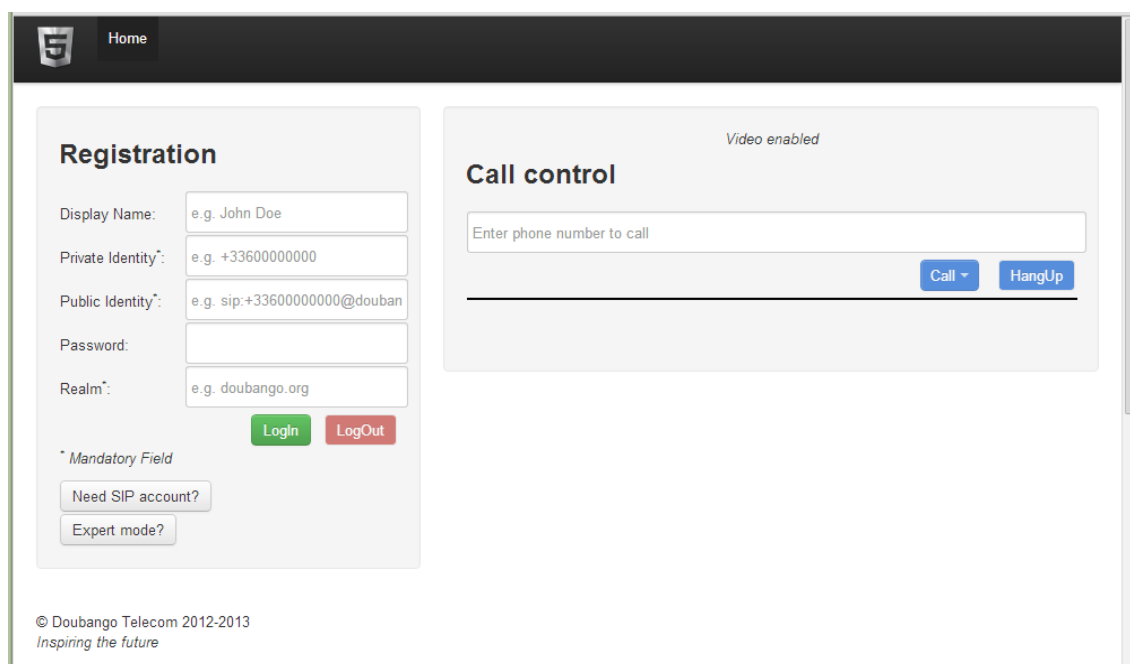 5
Home
Registration
Display Name: e.g. John Doe
Private Identity*: e.g. +33600000000
Public Identity*: e.g. sip:+33600000000@douban
Password:
Realm*: e.g. doubango.org
LogIn LogOut
* Mandatory Field
Need SIP account?
Expert mode?
Video enabled
Call control
Enter phone number to call
Call HangUp
© Doubango Telecom 2012-2013
Inspiring the future